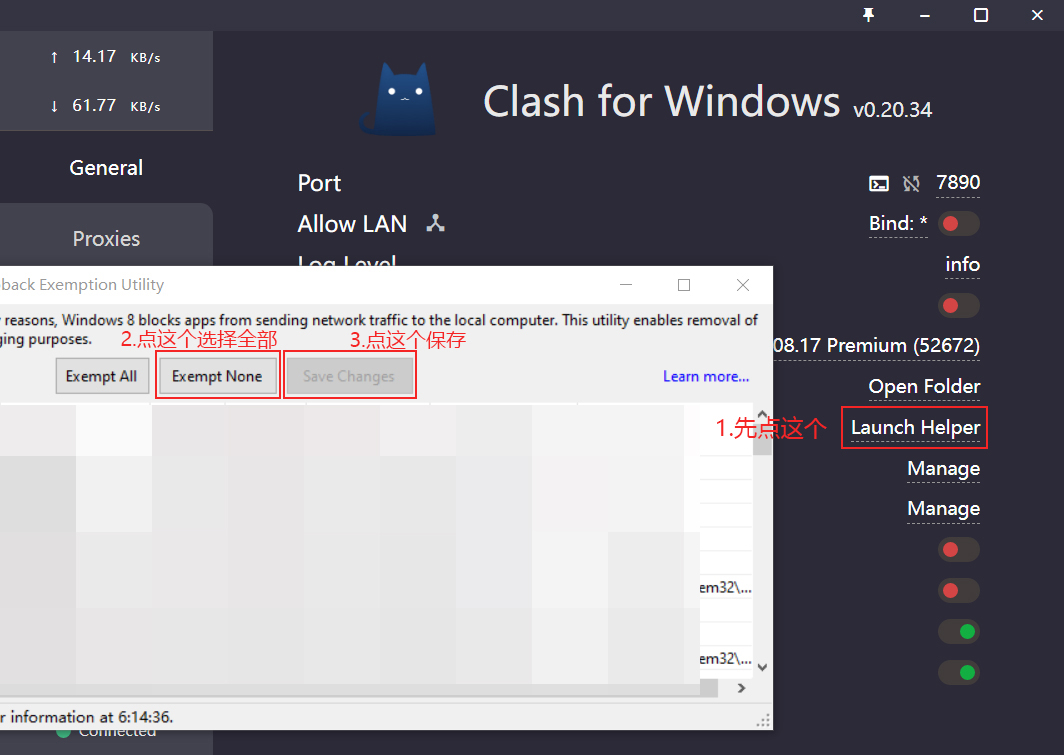 ↑ 14.17 KB/s
↓ 61.77 KB/s
Clash for Windows v0.20.34
General
Proxies
Port
7890
Allow LAN
Bind: *
Log Level
info
back Exemption Utility
reasons, Windows 8 blocks apps from sending network traffic to the local computer. This utility enables removal of
ging purposes.
2.点这个选择全部
3.点这个保存
08.17 Premium (52672)
Exempt All
Exempt None
Save Changes
Learn more...
Open Folder
1.先点这个
Launch Helper
Manage
Manage
em32\...
em32\...
r information at 6:14:36.
Connected